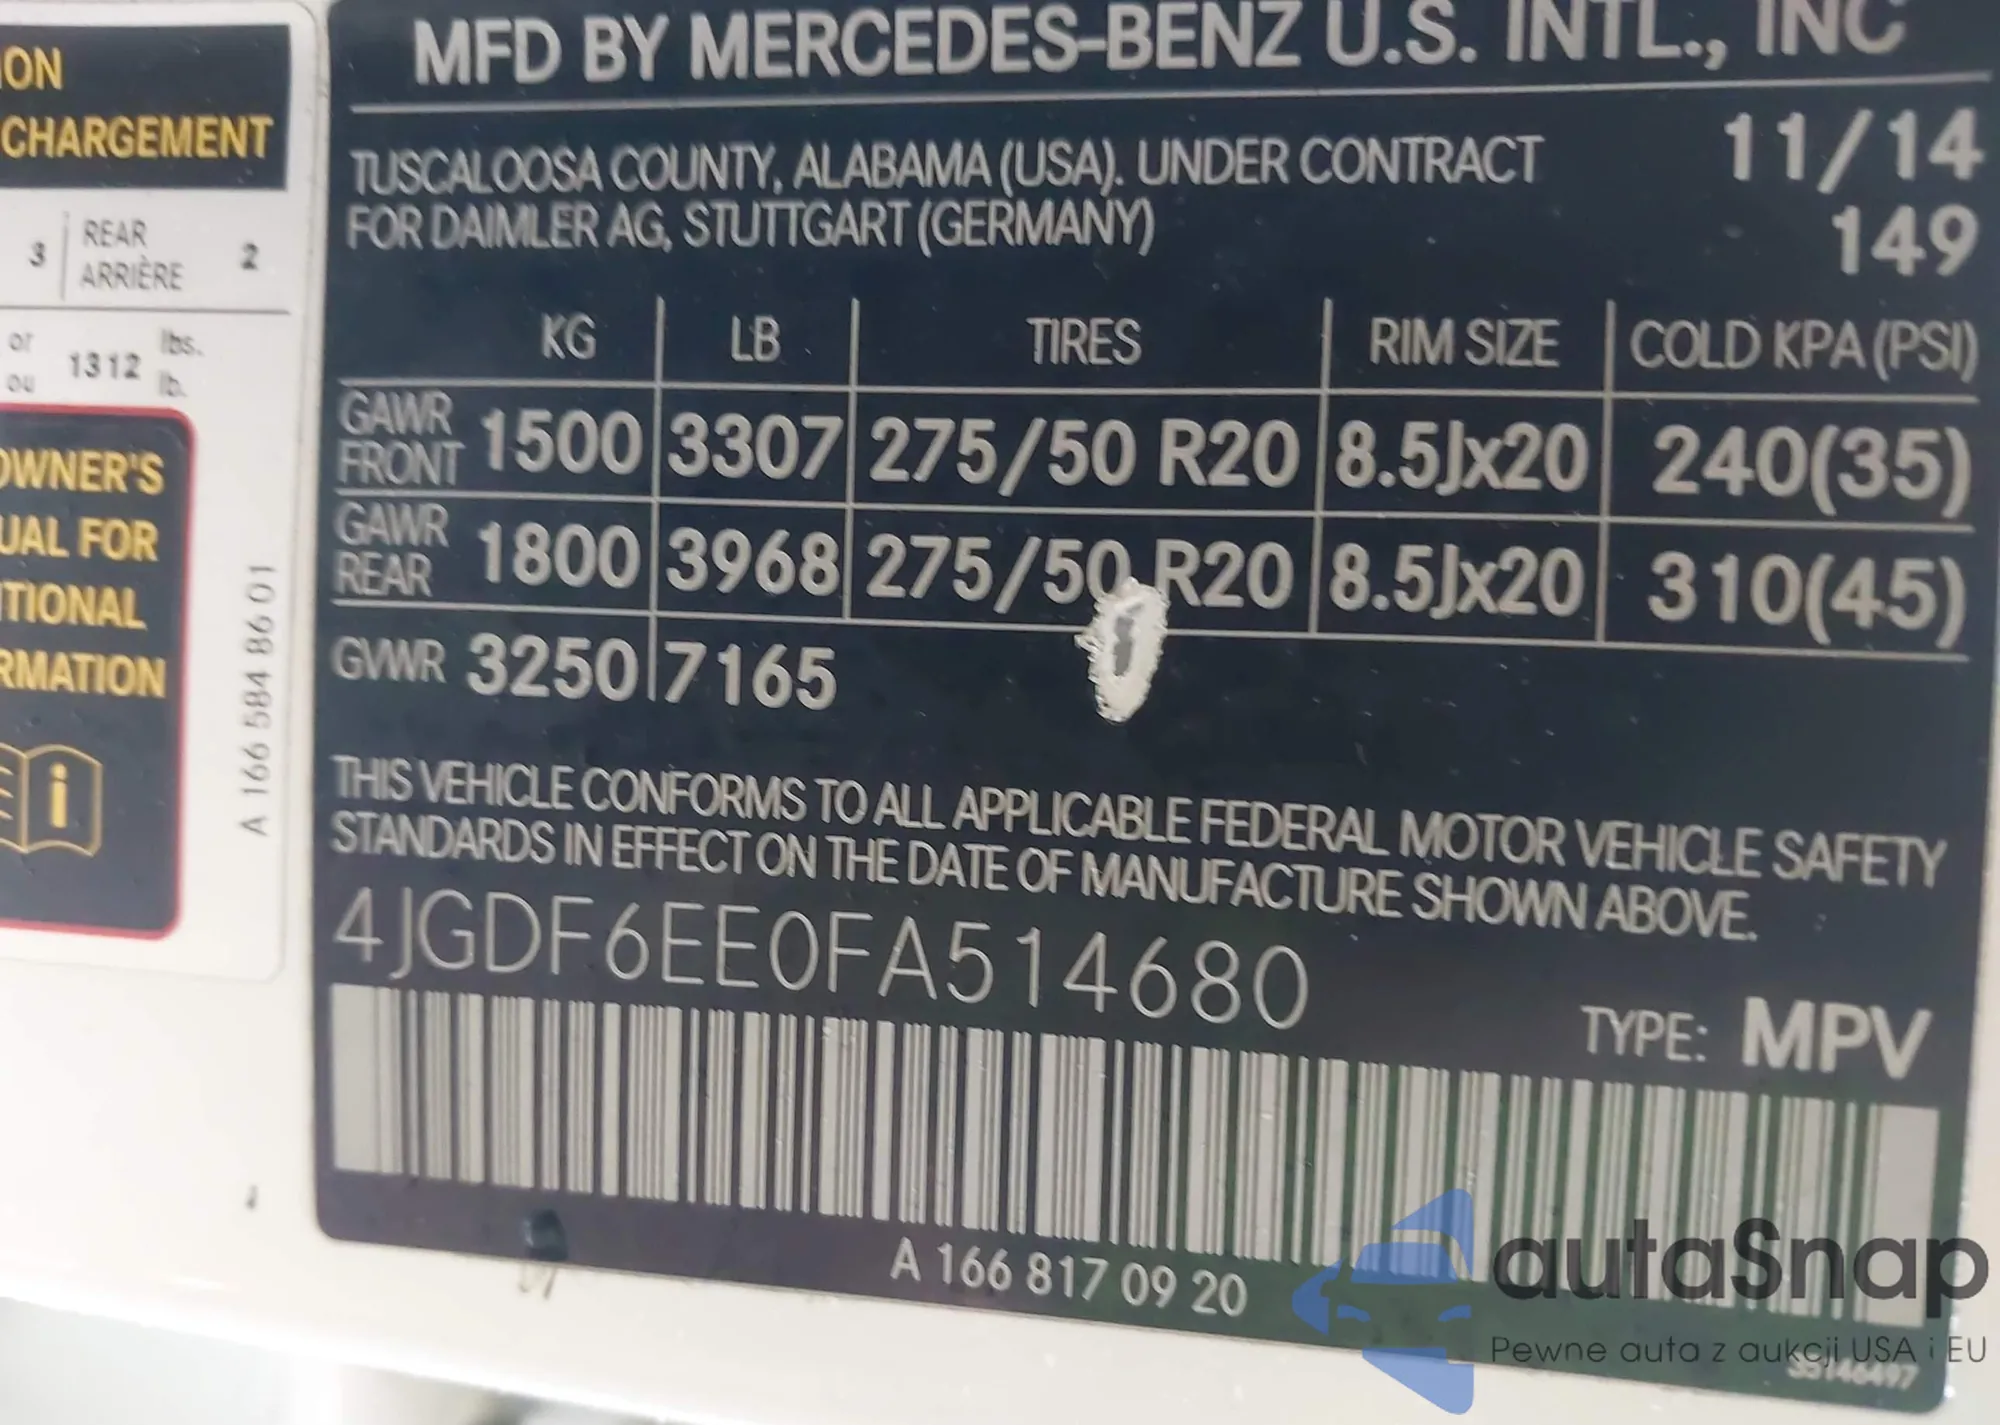 ON
CHARGEMENT
3 REAR ARRIÈRE 2
or ou 1312 lbs. lb.
OWNER'S
UAL FOR
TIONAL
RMATION
i
A 166 584 86 01
MFD BY MERCEDES-BENZ U.S. INTL., INC
TUSCALOOSA COUNTY, ALABAMA (USA). UNDER CONTRACT
FOR DAIMLER AG, STUTTGART (GERMANY)
11/14
149
KG LB TIRES RIM SIZE COLD KPA (PSI)
GAWR FRONT 1500 3307 275/50 R20 8.5Jx20 240(35)
GAWR REAR 1800 3968 275/50 R20 8.5Jx20 310(45)
GVWR 3250 7165
THIS VEHICLE CONFORMS TO ALL APPLICABLE FEDERAL MOTOR VEHICLE SAFETY
STANDARDS IN EFFECT ON THE DATE OF MANUFACTURE SHOWN ABOVE.
4JGDF6EE0FA514680
TYPE: MPV
A 166 817 09 20
autaSnap
Pewne auta z aukcji USA i EU